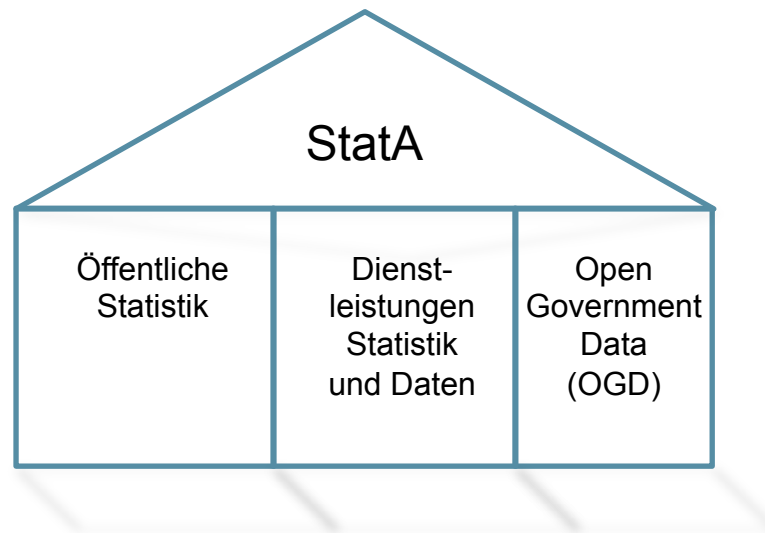 StatA
Öffentliche
Statistik
Dienst-
leistungen
Statistik
und Daten
Open
Government
Data
(OGD)